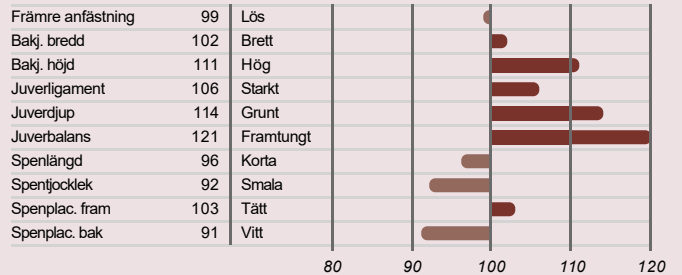 Främre anfästning 99 Lös
Bakj. bredd 102 Brett
Bakj. höjd 111 Hög
Juverligament 106 Starkt
Juverdjup 114 Grunt
Juverbalans 121 Framtungt
Spenlängd 96 Korta
Spentjocklek 92 Smala
Spenplac. fram 103 Tätt
Spenplac. bak 91 Vitt
80 90 100 110 120